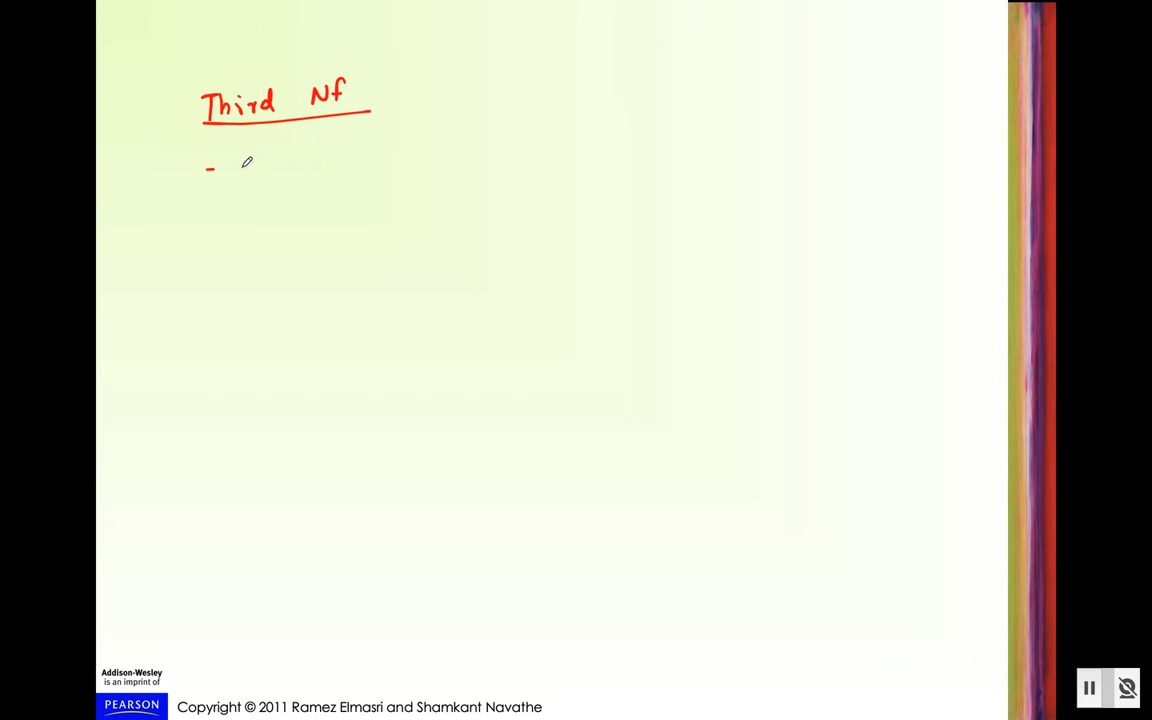 Third Nf
-
Addison-Wesley
is an imprint of
PEARSON
Copyright © 2011 Ramez Elmasri and Shamkant Navathe